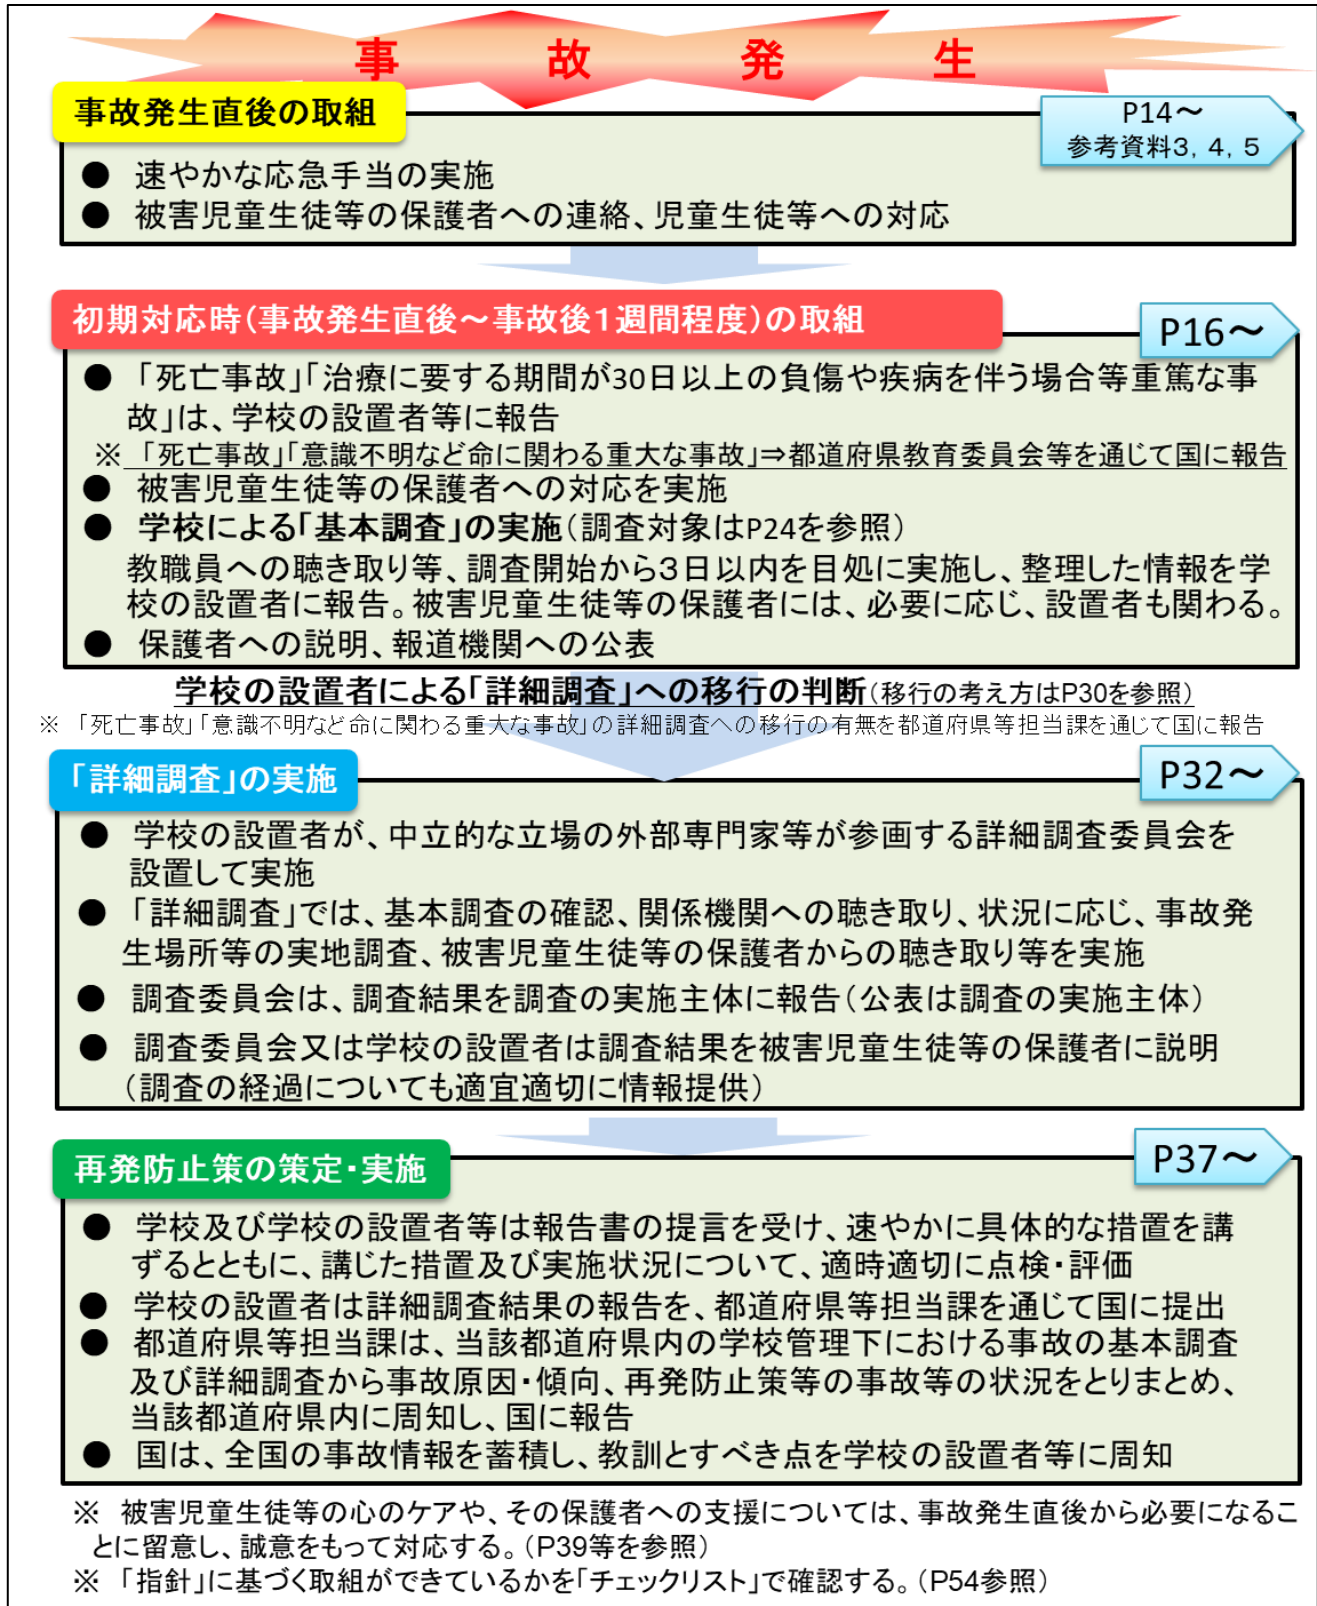 事故発生
事故発生直後の取組
P14～
参考資料3，4，5
● 速やかな応急手当の実施
● 被害児童生徒等の保護者への連絡、児童生徒等への対応
初期対応時（事故発生直後～事故後１週間程度）の取組
P16～
● 「死亡事故」「治療に要する期間が30日以上の負傷や疾病を伴う場合等重篤な事
故」は、学校の設置者等に報告
※ 「死亡事故」「意識不明など命に関わる重大な事故」⇒都道府県教育委員会等を通じて国に報告
● 被害児童生徒等の保護者への対応を実施
● 学校による「基本調査」の実施（調査対象はP24を参照）
教職員への聴き取り等、調査開始から３日以内を目処に実施し、整理した情報を学
校の設置者に報告。被害児童生徒等の保護者には、必要に応じ、設置者も関わる。
● 保護者への説明、報道機関への公表
学校の設置者による「詳細調査」への移行の判断（移行の考え方はP30を参照）
※ 「死亡事故」「意識不明など命に関わる重大な事故」の詳細調査への移行の有無を都道府県等担当課を通じて国に報告
「詳細調査」の実施
P32～
● 学校の設置者が、中立的な立場の外部専門家等が参画する詳細調査委員会を
設置して実施
● 「詳細調査」では、基本調査の確認、関係機関への聴き取り、状況に応じ、事故発
生場所等の実地調査、被害児童生徒等の保護者からの聴き取り等を実施
● 調査委員会は、調査結果を調査の実施主体に報告（公表は調査の実施主体）
● 調査委員会又は学校の設置者は調査結果を被害児童生徒等の保護者に説明
（調査の経過についても適宜適切に情報提供）
再発防止策の策定・実施
P37～
● 学校及び学校の設置者等は報告書の提言を受け、速やかに具体的な措置を講
ずるとともに、講じた措置及び実施状況について、適時適切に点検・評価
● 学校の設置者は詳細調査結果の報告を、都道府県等担当課を通じて国に提出
● 都道府県等担当課は、当該都道府県内の学校管理下における事故の基本調査
及び詳細調査から事故原因・傾向、再発防止策等の事故等の状況をとりまとめ、
当該都道府県内に周知し、国に報告
● 国は、全国の事故情報を蓄積し、教訓とすべき点を学校の設置者等に周知
※ 被害児童生徒等の心のケアや、その保護者への支援については、事故発生直後から必要になるこ
とに留意し、誠意をもって対応する。（P39等を参照）
※ 「指針」に基づく取組ができているかを「チェックリスト」で確認する。（P54参照）